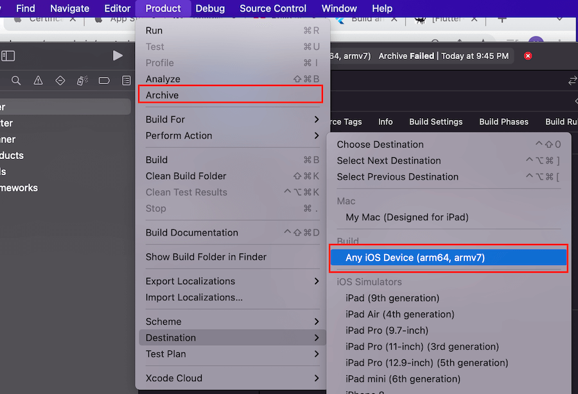 Find Navigate Editor Product Debug Source Control Window Help
Certific
App S
Build a
Flutter
Run ⌘R
Test ⌘U
Profile ⌘I
Analyze ⇧⌘B
Archive
Build For >
Perform Action >
Build ⌘B
Clean Build Folder ⇧⌘K
Clean Test Results ⌃⌥⌘K
Stop ⌘.
Build Documentation ⌃⇧⌘D
Show Build Folder in Finder
Export Localizations >
Import Localizations...
Scheme >
Destination >
Test Plan >
Xcode Cloud >
64, armv7) Archive Failed | Today at 9:45 PM
er
ter
nner
ducts
ls
meworks
rce Tags Info Build Settings Build Phases Build Ru
Choose Destination ⌃⇧O
Select Next Destination ⌃⌥⌘]
Select Previous Destination ⌃⌥⌘[
Mac
My Mac (Designed for iPad)
Build
Any iOS Device (arm64, armv7)
iOS Simulators
iPad (9th generation)
iPad Air (4th generation)
iPad Pro (9.7-inch)
iPad Pro (11-inch) (3rd generation)
iPad Pro (12.9-inch) (5th generation)
iPad mini (6th generation)